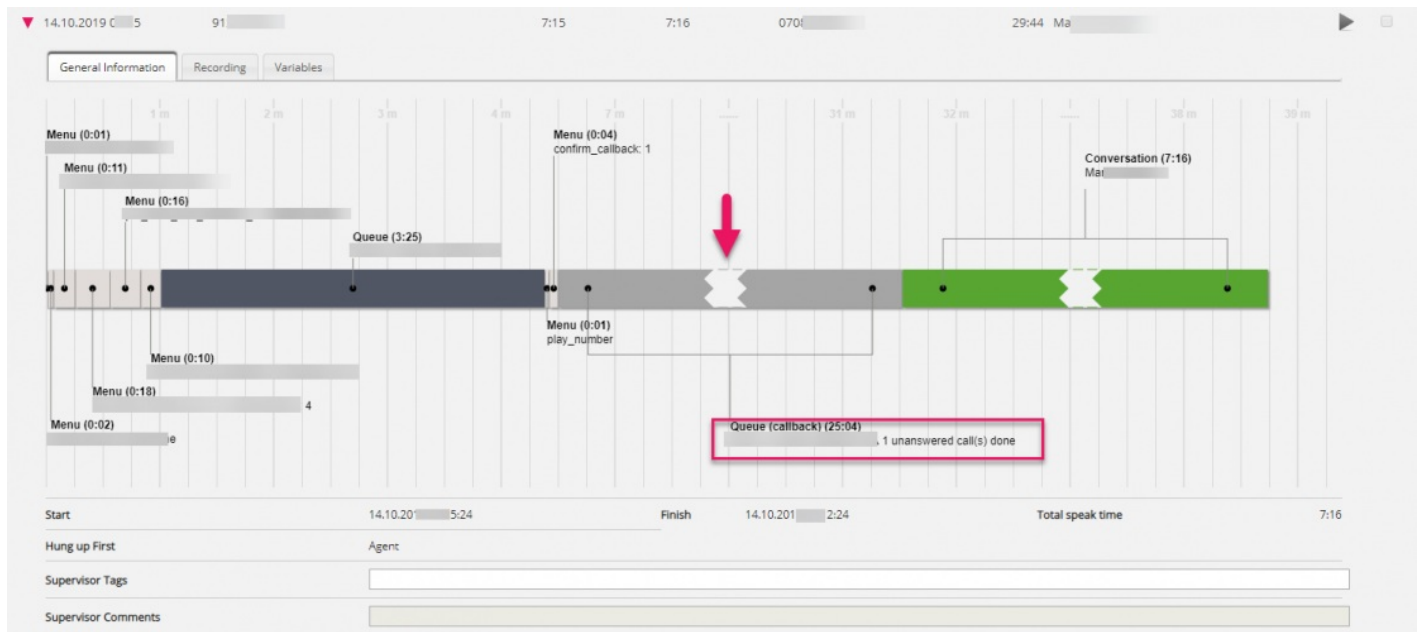 14.10.2019 0 5 91 7:15 7:16 070 29:44 Ma
General Information Recording Variables
1 m 2 m 3 m 4 m 7 m ...... 31 m 32 m ...... 38 m 39 m
Menu (0:01)
Menu (0:04)
confirm_callback: 1
Conversation (7:16)
Mar
Menu (0:11)
Menu (0:16)
Queue (3:25)
Menu (0:01)
play_number
Menu (0:10)
Menu (0:18)
4
Menu (0:02)
e
Queue (callback) (25:04)
, 1 unanswered call(s) done
Start 14.10.201 5:24 Finish 14.10.201 2:24 Total speak time 7:16
Hung up First Agent
Supervisor Tags
Supervisor Comments